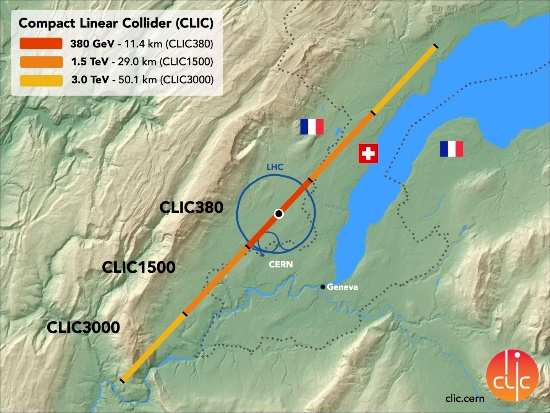 Compact Linear Collider (CLIC)
380 GeV - 11.4 km (CLIC380)
1.5 TeV - 29.0 km (CLIC1500)
3.0 TeV - 50.1 km (CLIC3000)
LHC
CLIC380
CERN
CLIC1500
Geneva
CLIC3000
clic
clic.cern